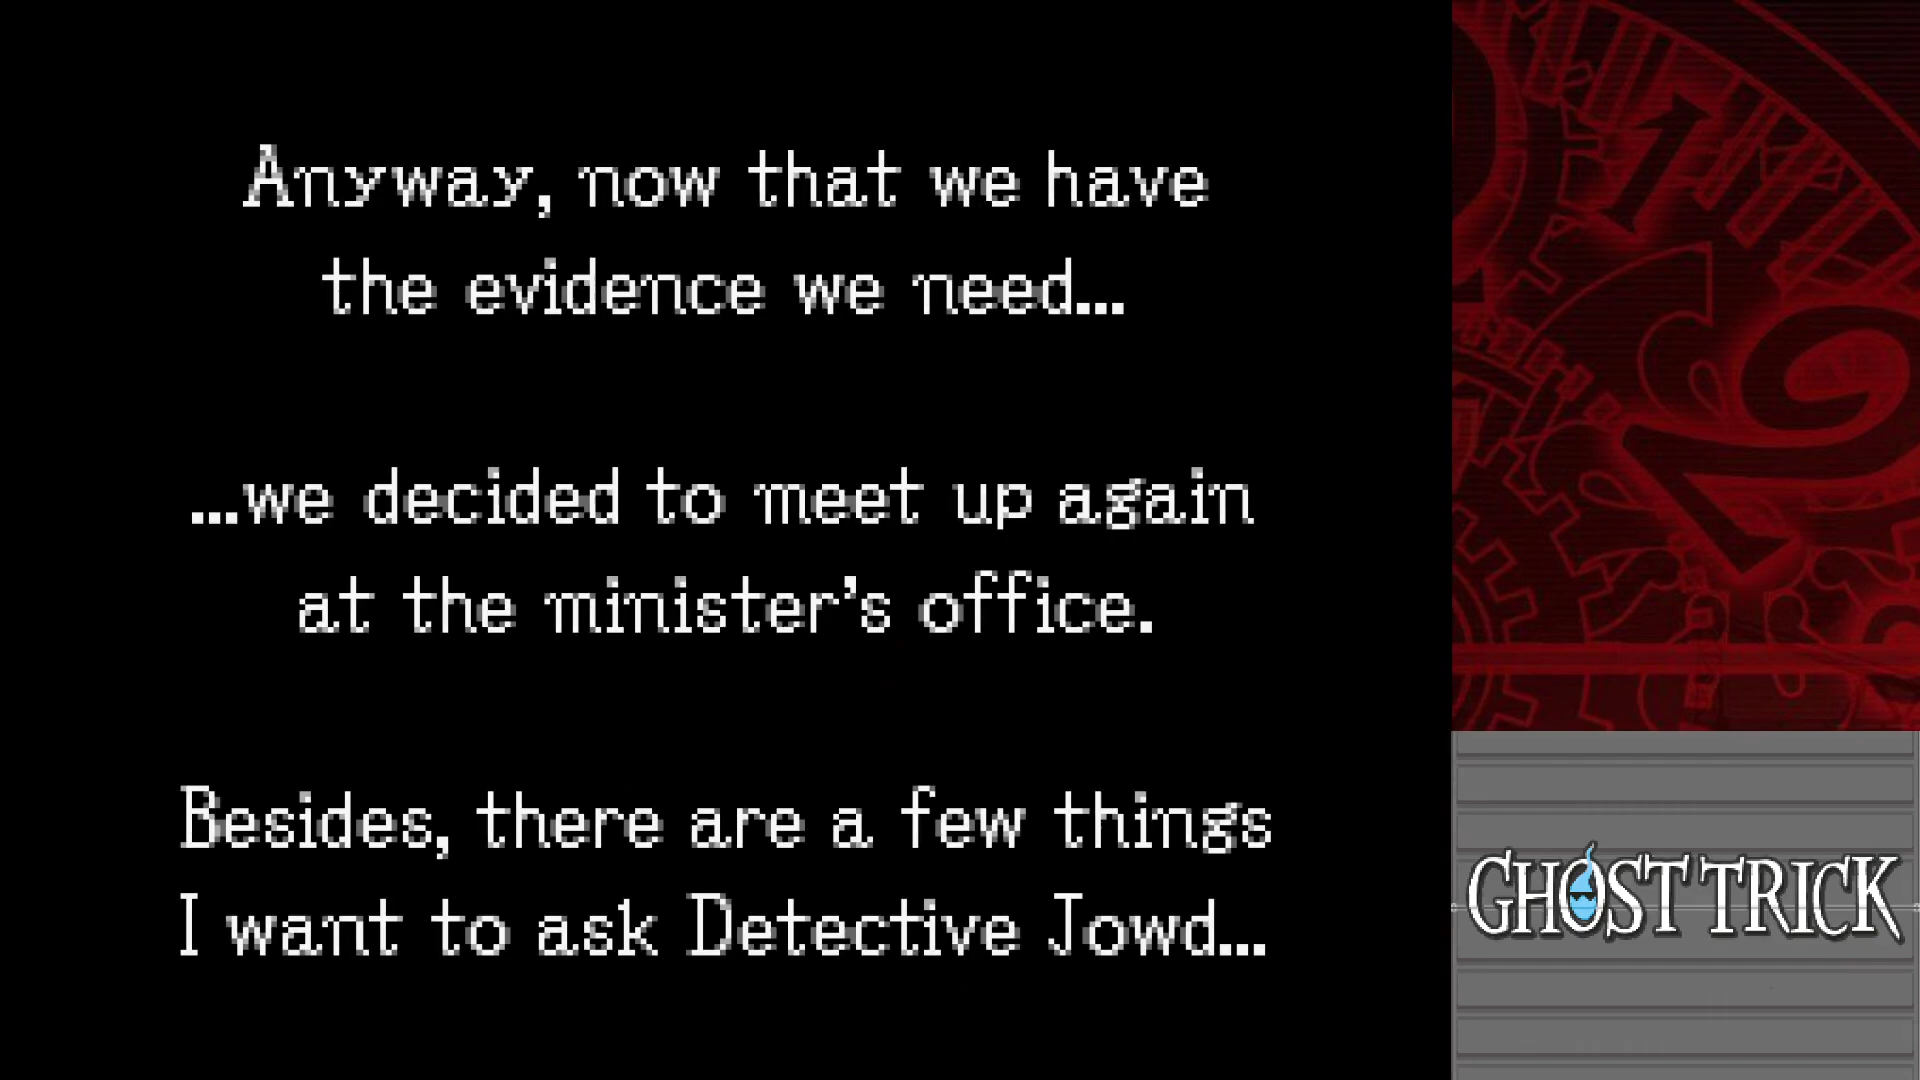 Anyway, now that we have
the evidence we need...
...we decided to meet up again
at the minister's office.
Besides, there are a few things
I want to ask Detective Jowd...
GHOST TRICK